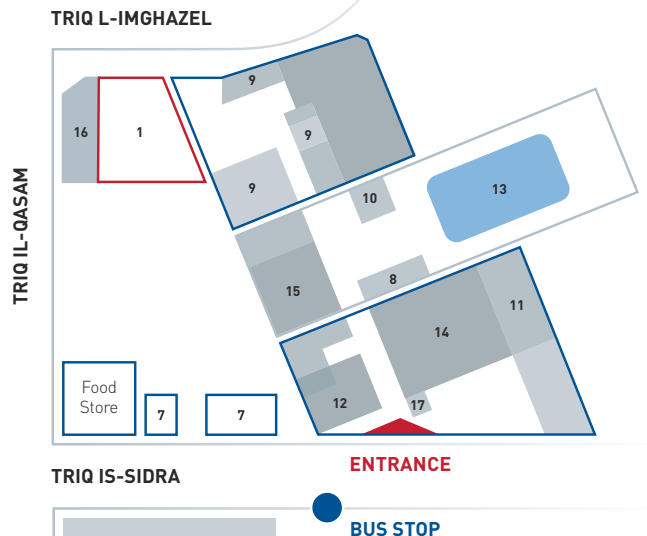 TRIQ L-IMGHAZEL
9
16
1
9
9
10
13
TRIQ IL-QASAM
8
15
11
14
Food
Store
7
7
12
17
ENTRANCE
TRIQ IS-SIDRA
BUS STOP